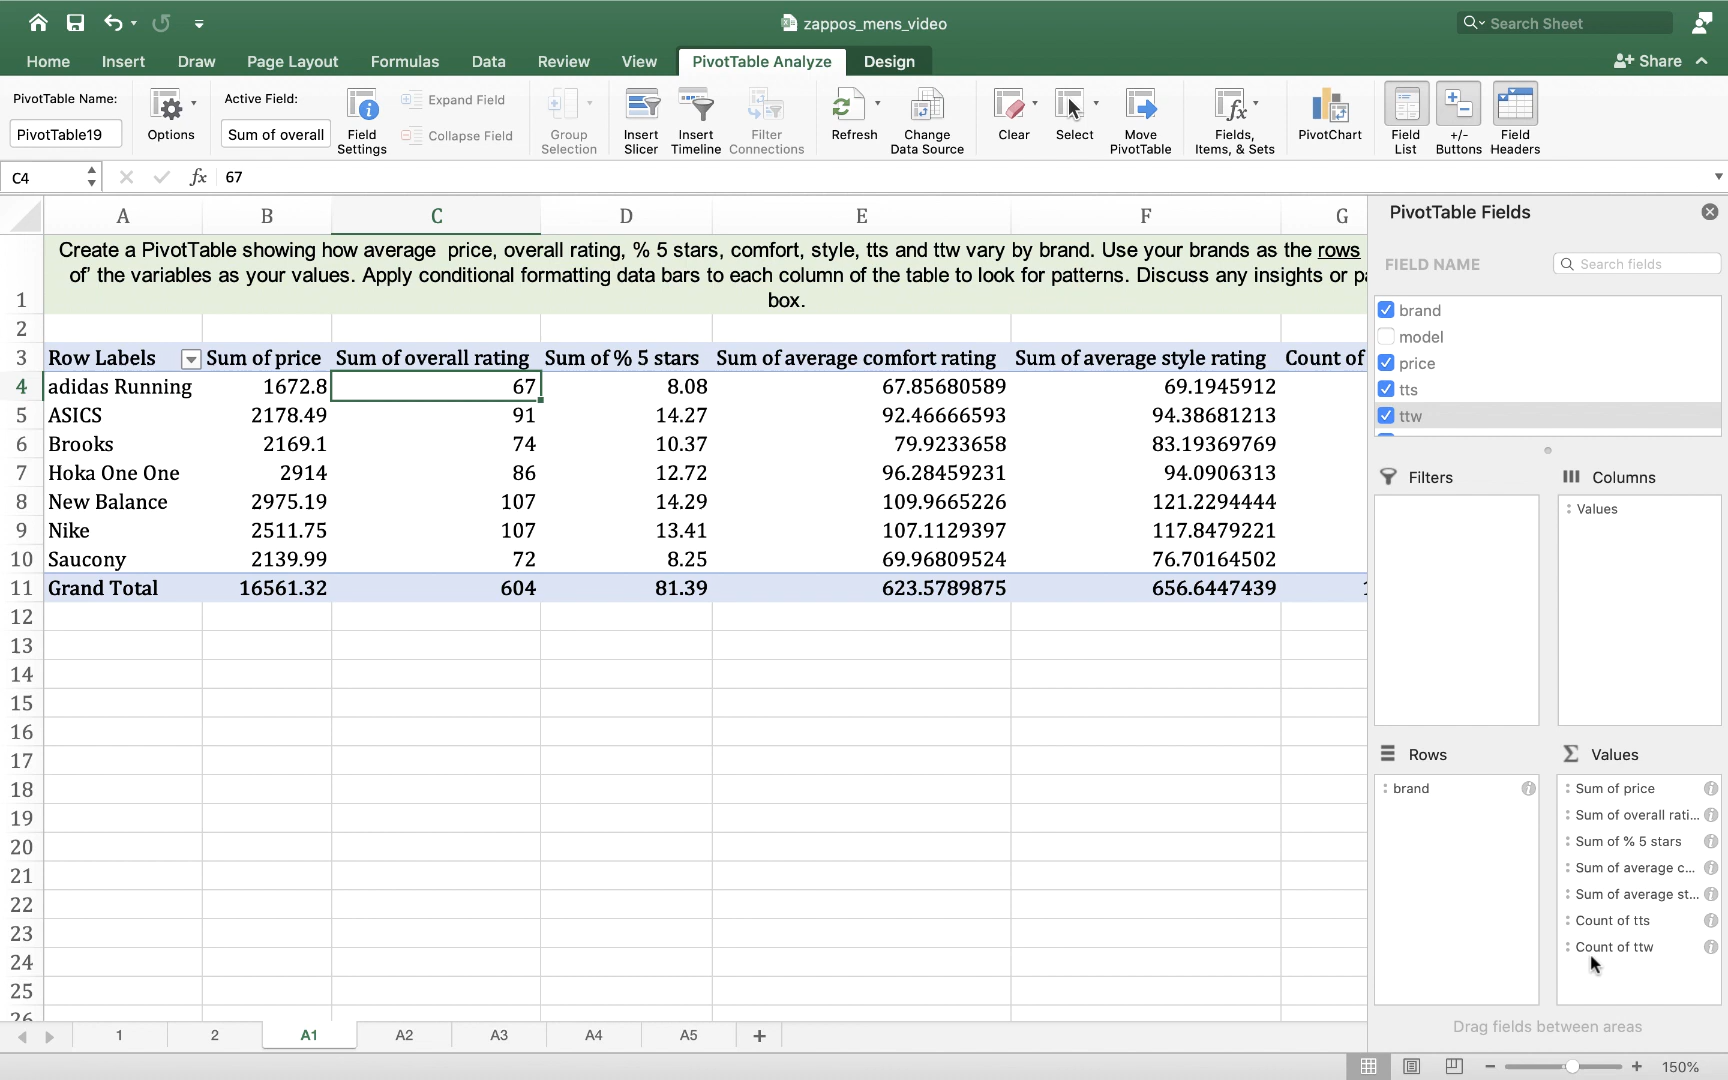 zappos_mens_video
Search Sheet
Home Insert Draw Page Layout Formulas Data Review View PivotTable Analyze Design Share
PivotTable Name:
PivotTable19
Options
Active Field:
Sum of overall
Field
Settings
Expand Field
Collapse Field
Group
Selection
Insert
Slicer
Insert
Timeline
Filter
Connections
Refresh
Change
Data Source
Clear
Select
Move
PivotTable
Fields,
Items, & Sets
PivotChart
Field
List
+/-
Buttons
Field
Headers
C4 fx 67
A B C D E F G
Create a PivotTable showing how average price, overall rating, % 5 stars, comfort, style, tts and ttw vary by brand. Use your brands as the rows
of' the variables as your values. Apply conditional formatting data bars to each column of the table to look for patterns. Discuss any insights or pa
1 box.
2
3 Row Labels Sum of price Sum of overall rating Sum of % 5 stars Sum of average comfort rating Sum of average style rating Count of
4 adidas Running 1672.8 67 8.08 67.85680589 69.1945912
5 ASICS 2178.49 91 14.27 92.46666593 94.38681213
6 Brooks 2169.1 74 10.37 79.9233658 83.19369769
7 Hoka One One 2914 86 12.72 96.28459231 94.0906313
8 New Balance 2975.19 107 14.29 109.9665226 121.2294444
9 Nike 2511.75 107 13.41 107.1129397 117.8479221
10 Saucony 2139.99 72 8.25 69.96809524 76.70164502
11 Grand Total 16561.32 604 81.39 623.5789875 656.6447439
12
13
14
15
16
17
18
19
20
21
22
23
24
25
26
PivotTable Fields
FIELD NAME Search fields
brand
model
price
tts
ttw
Filters Columns
Values
Rows Values
brand
Sum of price
Sum of overall rati...
Sum of % 5 stars
Sum of average c...
Sum of average st...
Count of tts
Count of ttw
Drag fields between areas
1 2 A1 A2 A3 A4 A5 +
150%